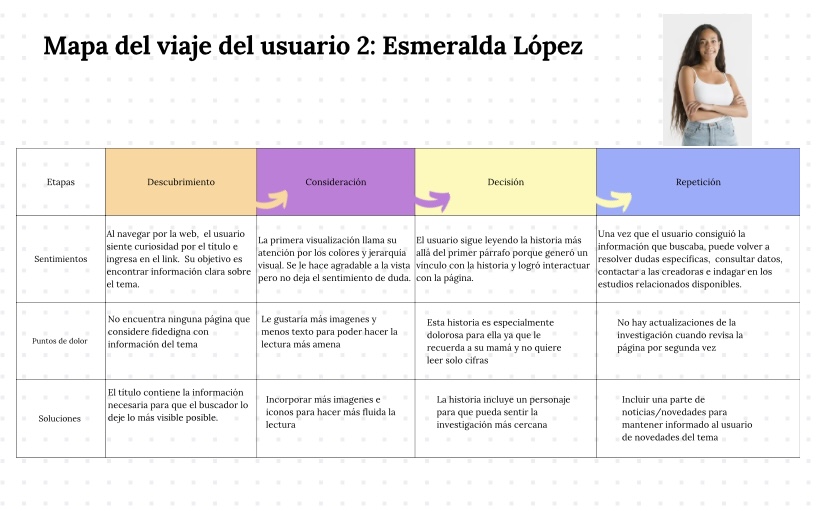 Mapa del viaje del usuario 2: Esmeralda López
Etapas
Descubrimiento
Consideración
Decisión
Repetición
Sentimientos
Al navegar por la web, el usuario
siente curiosidad por el título e
ingresa en el link. Su objetivo es
encontrar información clara sobre
el tema.
La primera visualización llama su
atención por los colores y jerarquía
visual. Se le hace agradable a la vista
pero no deja el sentimiento de duda.
El usuario sigue leyendo la historia más
allá del primer párrafo porque generó un
vínculo con la historia y logró interactuar
con la página.
Una vez que el usuario consiguió la
información que buscaba, puede volver a
resolver dudas específicas, consultar datos,
contactar a las creadoras e indagar en los
estudios relacionados disponibles.
Puntos de dolor
No encuentra ninguna página que
considere fidedigna con
información del tema
Le gustaría más imagenes y
menos texto para poder hacer la
lectura más amena
Esta historia es especialmente
dolorosa para ella ya que le
recuerda a su mamá y no quiere
leer solo cifras
No hay actualizaciones de la
investigación cuando revisa la
página por segunda vez
Soluciones
El título contiene la información
necesaria para que el buscador lo
deje lo más visible posible.
Incorporar más imagenes e
íconos para hacer más fluida la
lectura
La historia incluye un personaje
para que pueda sentir la
investigación más cercana
Incluir una parte de
noticias/novedades para
mantener informado al usuario
de novedades del tema